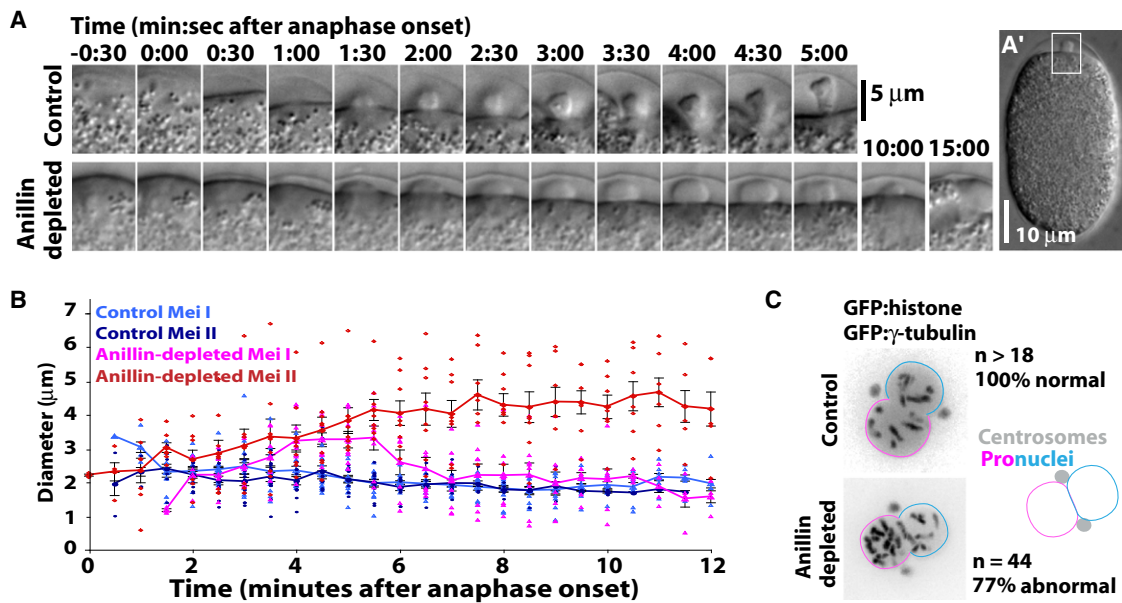 A
Time (min:sec after anaphase onset)
-0:30 0:00 0:30 1:00 1:30 2:00 2:30 3:00 3:30 4:00 4:30 5:00
Control
5 μm
10:00 15:00
Anillin
depleted
A'
10 μm
B
Control Mei I
Control Mei II
Anillin-depleted Mei I
Anillin-depleted Mei II
Diameter (μm)
7
6
5
4
3
2
1
0
0 2 4 6 8 10 12
Time (minutes after anaphase onset)
C
GFP:histone
GFP:γ-tubulin
Control
n > 18
100% normal
Centrosomes
Pronuclei
Anillin
depleted
n = 44
77% abnormal